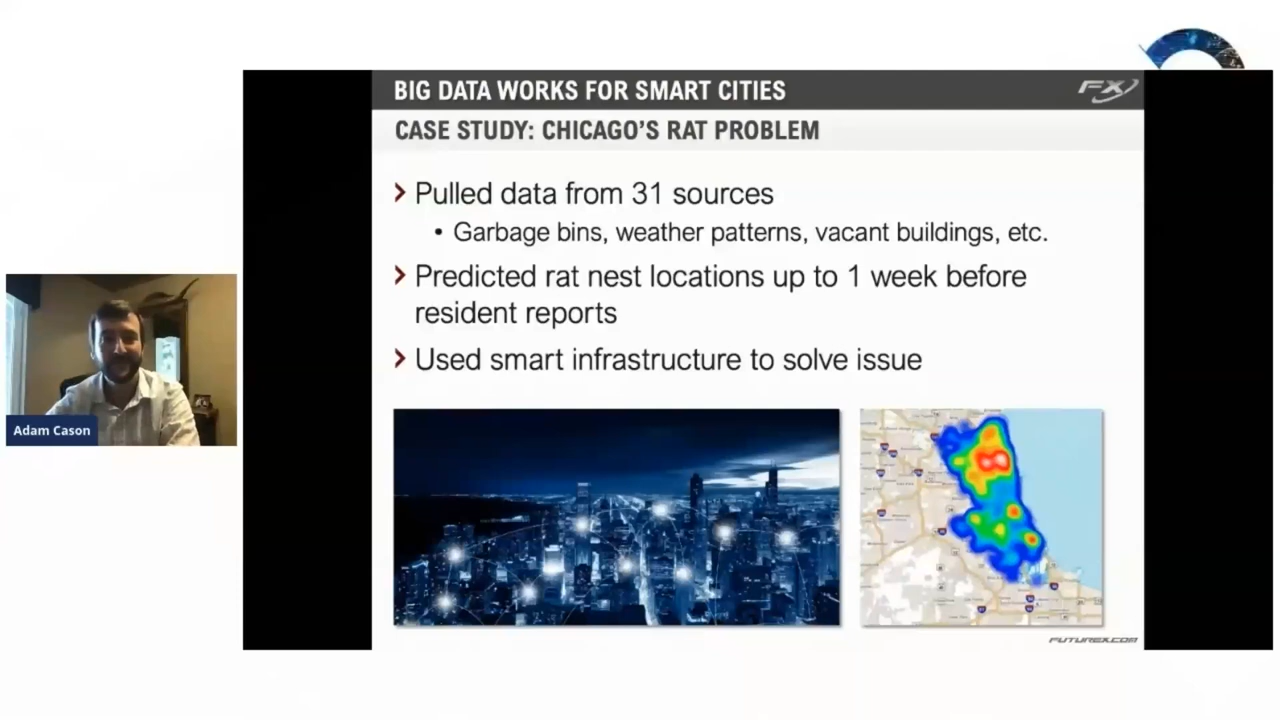 BIG DATA WORKS FOR SMART CITIES
FX
CASE STUDY: CHICAGO'S RAT PROBLEM
Pulled data from 31 sources
• Garbage bins, weather patterns, vacant buildings, etc.
Predicted rat nest locations up to 1 week before
resident reports
Used smart infrastructure to solve issue
Adam Cason
FUTUREX.COM